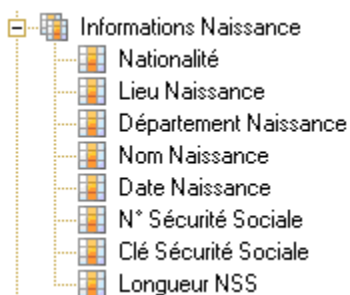 Informations Naissance
Nationalité
Lieu Naissance
Département Naissance
Nom Naissance
Date Naissance
N° Sécurité Sociale
Clé Sécurité Sociale
Longueur NSS